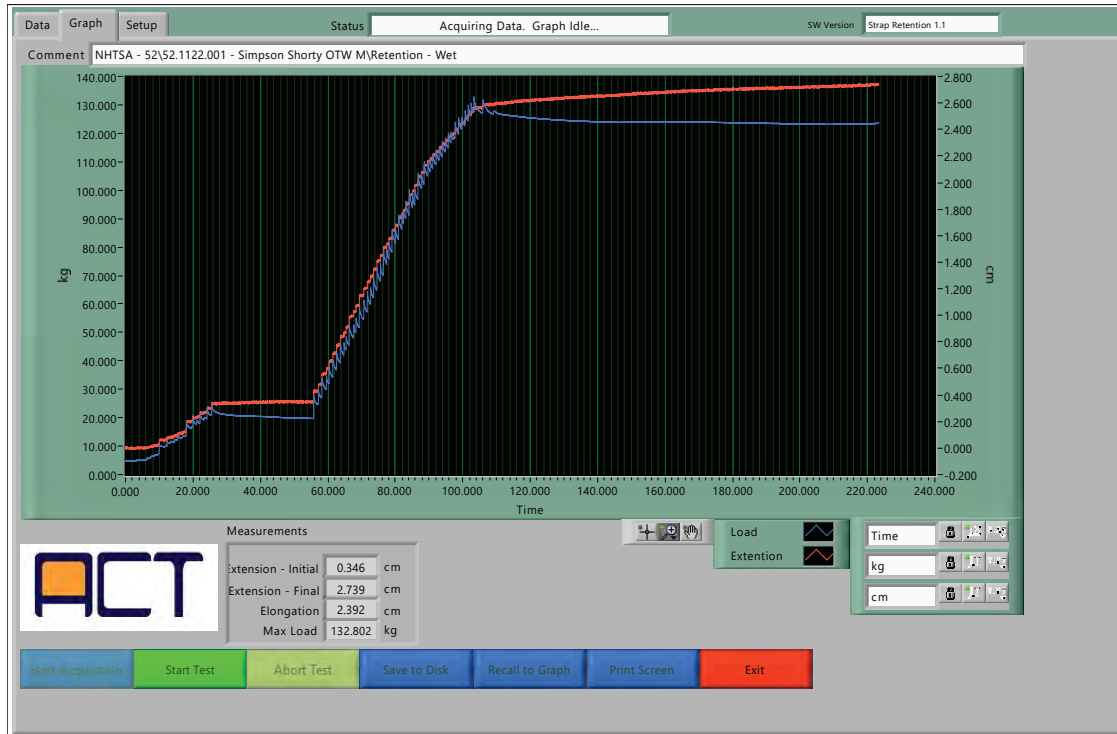 Data Graph Setup Status Acquiring Data. Graph Idle... SW Version Strap Retention 1.1
Comment NHTSA - 52\52.1122.001 - Simpson Shorty OTW M\Retention - Wet
140.000
130.000
120.000
110.000
100.000
90.000
80.000
70.000
60.000
50.000
40.000
30.000
20.000
10.000
0.000
kg
2.800
2.600
2.400
2.200
2.000
1.800
1.600
1.400
1.200
1.000
0.800
0.600
0.400
0.200
0.000
-0.200
cm
0.000 20.000 40.000 60.000 80.000 100.000 120.000 140.000 160.000 180.000 200.000 220.000 240.000
Time
Load
Extention
Time
kg
cm
ACT
Measurements
Extension - Initial 0.346 cm
Extension - Final 2.739 cm
Elongation 2.392 cm
Max Load 132.802 kg
Start Acquisition Start Test Abort Test Save to Disk Recall to Graph Print Screen Exit